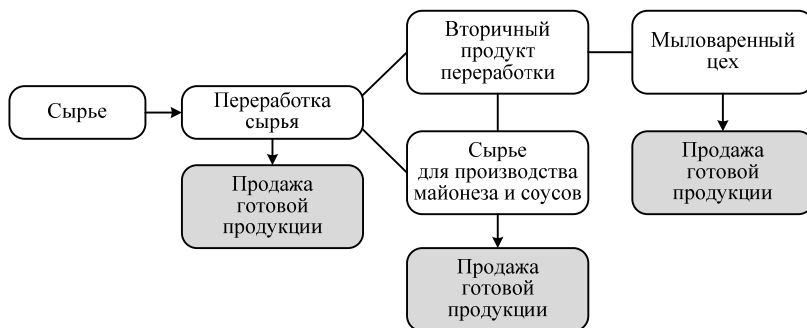 Сырье
Переработка
сырья
Продажа
готовой
продукции
Вторичный
продукт
переработки
Сырье
для производства
майонеза и соусов
Продажа
готовой
продукции
Мыловаренный
цех
Продажа
готовой
продукции